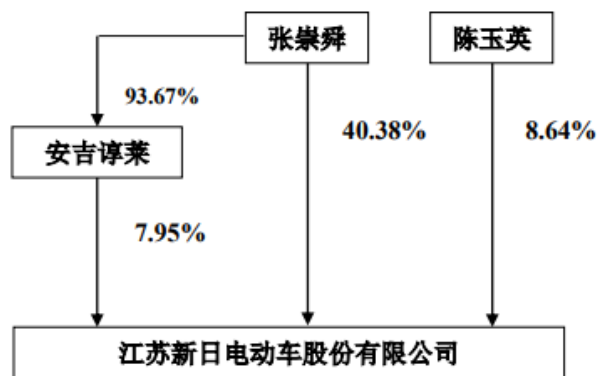 张崇舜
陈玉英
93.67%
40.38%
8.64%
安吉谆莱
7.95%
江苏新日电动车股份有限公司